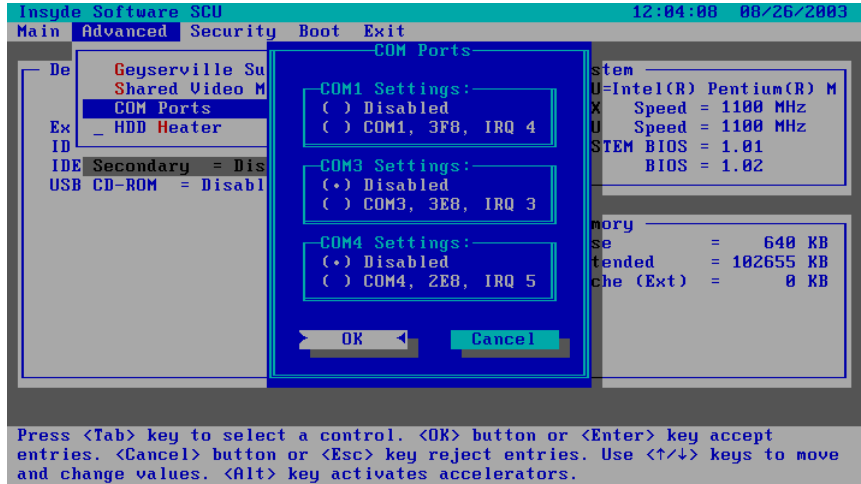 Insyde Software SCU 12:04:08 08/26/2003
Main Advanced Security Boot Exit
COM Ports
De
Geyserville Su
Shared Video M
COM Ports
Ex _ HDD Heater
ID
IDE Secondary = Dis
USB CD-ROM = Disabl
COM1 Settings:
( ) Disabled
( ) COM1, 3F8, IRQ 4
COM3 Settings:
(•) Disabled
( ) COM3, 3E8, IRQ 3
COM4 Settings:
(•) Disabled
( ) COM4, 2E8, IRQ 5
OK Cancel
stem
U=Intel(R) Pentium(R) M
X Speed = 1100 MHz
U Speed = 1100 MHz
STEM BIOS = 1.01
BIOS = 1.02
mory
se = 640 KB
tended = 102655 KB
che (Ext) = 0 KB
Press <Tab> key to select a control. <OK> button or <Enter> key accept
entries. <Cancel> button or <Esc> key reject entries. Use <↑/↓> keys to move
and change values. <Alt> key activates accelerators.